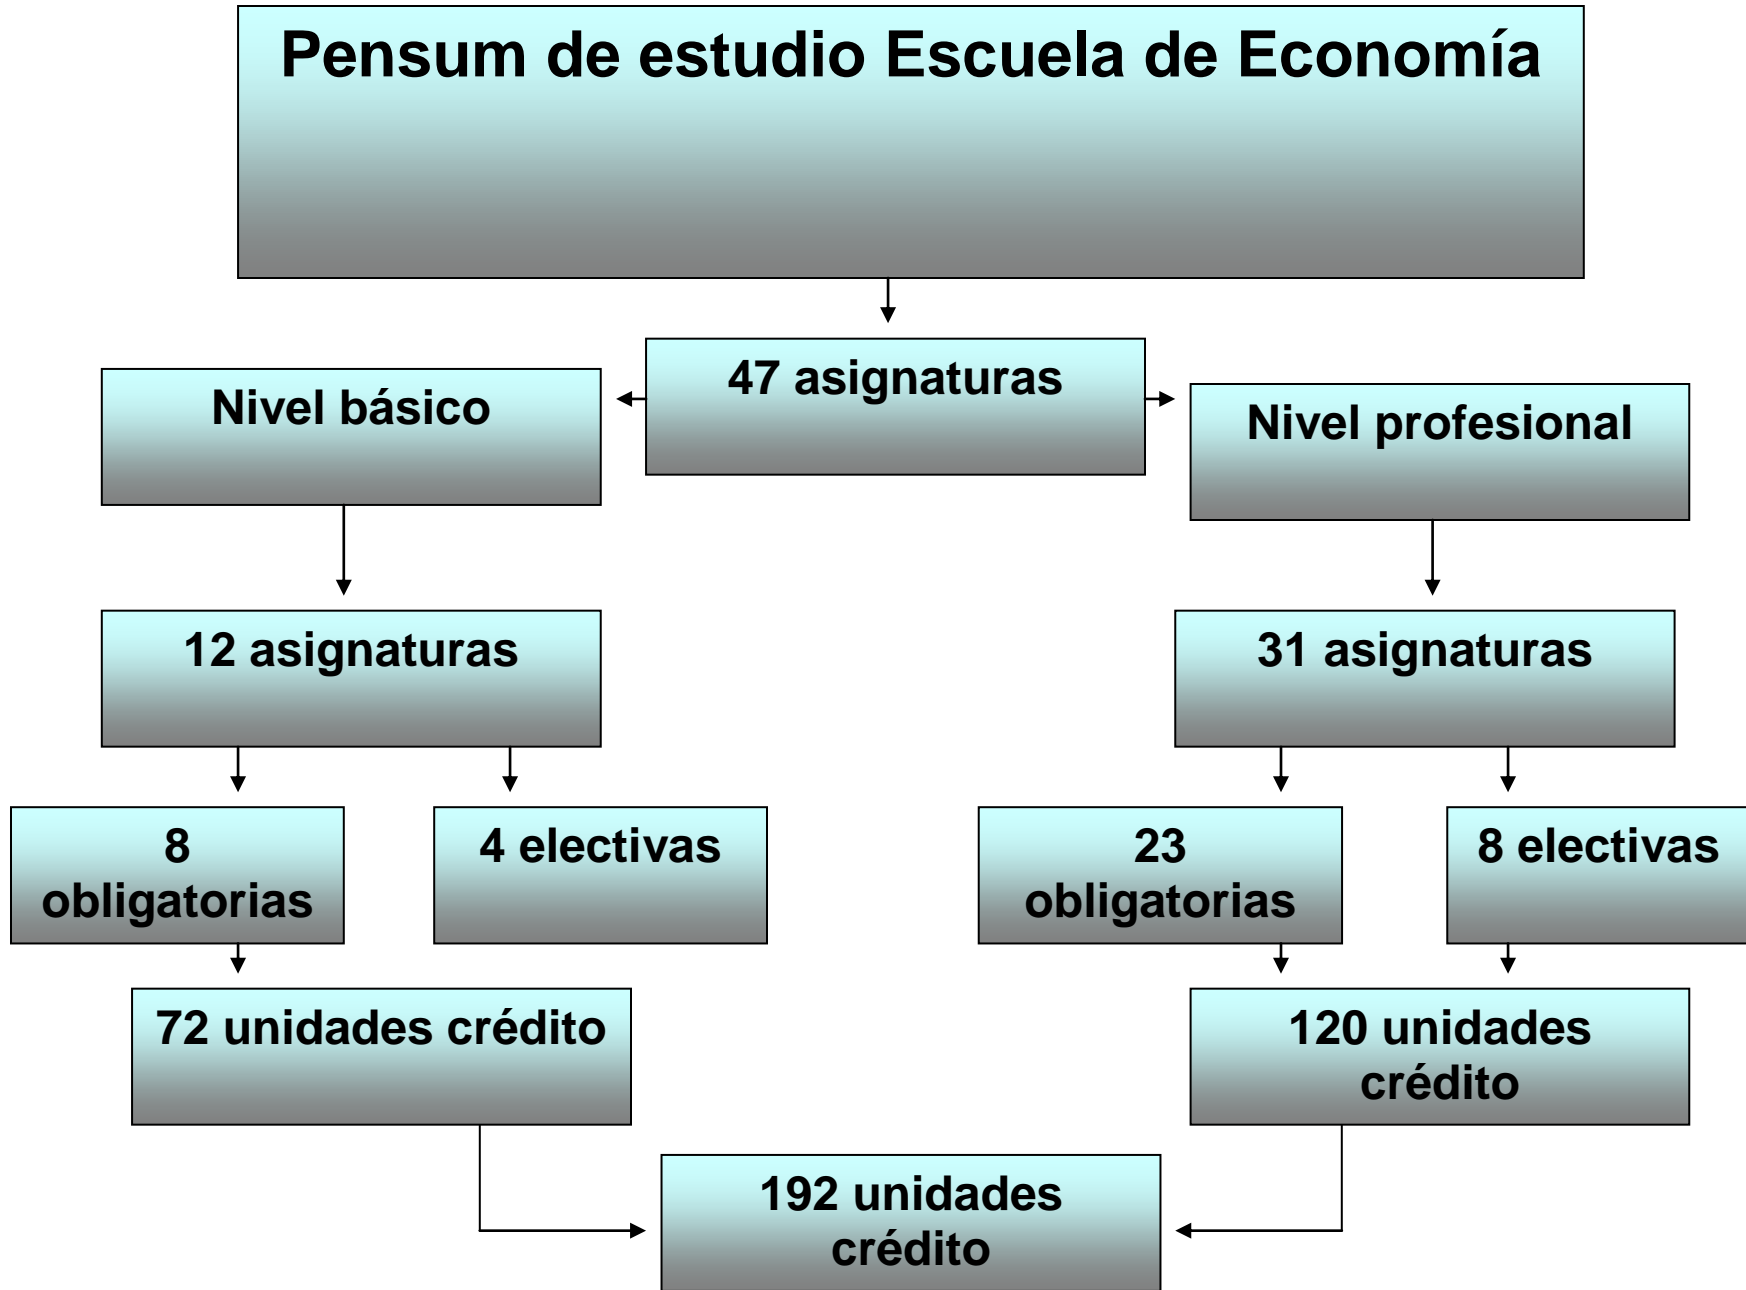 Pensum de estudio Escuela de Economía
47 asignaturas
Nivel básico
Nivel profesional
12 asignaturas
31 asignaturas
8
obligatorias
4 electivas
23
obligatorias
8 electivas
72 unidades crédito
120 unidades
crédito
192 unidades
crédito